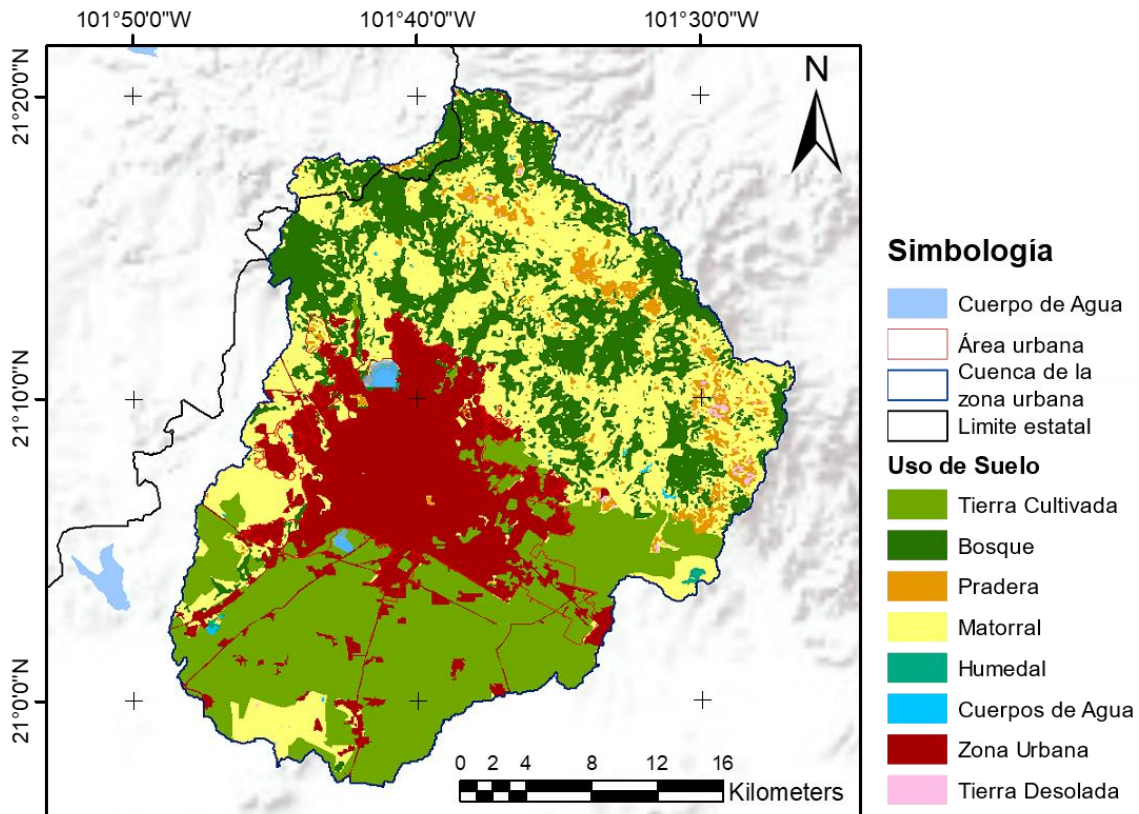 101°50'0"W 101°40'0"W 101°30'0"W
N
21°20'0"N
21°10'0"N
21°0'0"N
0 2 4 8 12 16
Kilometers
Simbología
Cuerpo de Agua
Área urbana
Cuenca de la
zona urbana
Limite estatal
Uso de Suelo
Tierra Cultivada
Bosque
Pradera
Matorral
Humedal
Cuerpos de Agua
Zona Urbana
Tierra Desolada